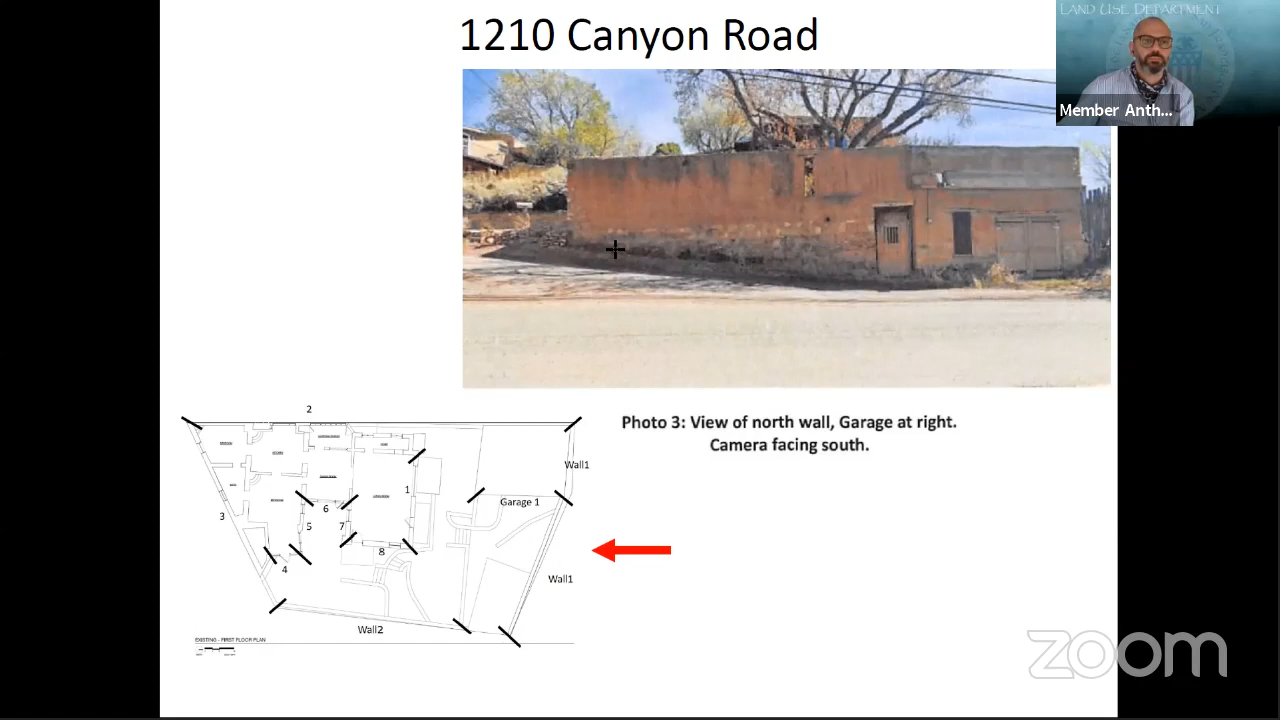 1210 Canyon Road
LAND USE DEPARTMENT
Member Anth...
Photo 3: View of north wall, Garage at right.
Camera facing south.
2
Wall1
1
Garage 1
6
3
5
7
8
4
Wall1
Wall2
EXISTING - FIRST FLOOR PLAN
zoom